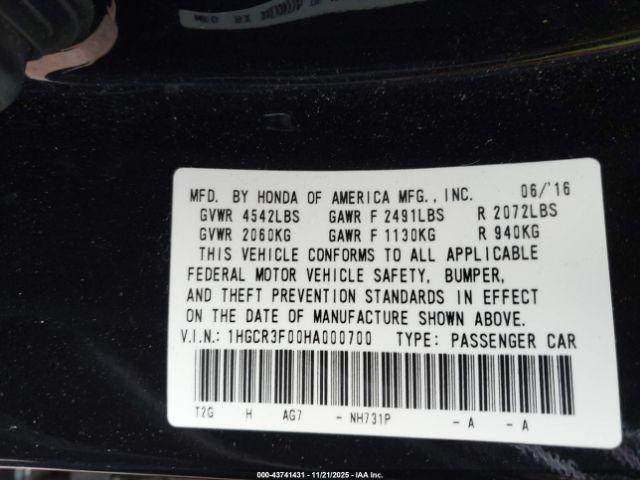 MFD. BY HONDA OF AMERICA MFG., INC. 06/'16
GVWR 4542LBS GAWR F 2491LBS R 2072LBS
GVWR 2060KG GAWR F 1130KG R 940KG
THIS VEHICLE CONFORMS TO ALL APPLICABLE
FEDERAL MOTOR VEHICLE SAFETY, BUMPER,
AND THEFT PREVENTION STANDARDS IN EFFECT
ON THE DATE OF MANUFACTURE SHOWN ABOVE.
V.I.N.: 1HGCR3F00HA000700 TYPE: PASSENGER CAR
T2G H AG7 - NH731P - A - A
000-43741431 - 11/21/2025 - IAA Inc.